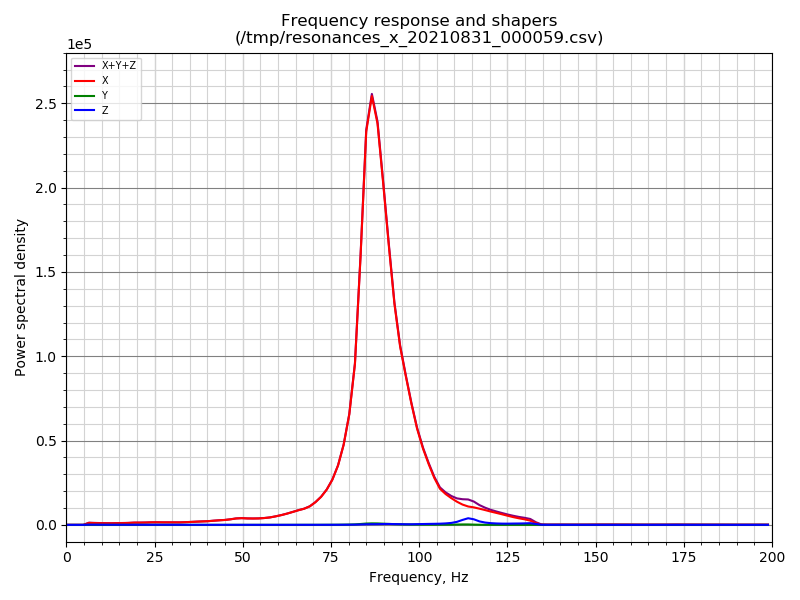 Frequency response and shapers
(/tmp/resonances_x_20210831_000059.csv)
1e5
X+Y+Z
X
Y
Z
2.5
2.0
1.5
1.0
0.5
0.0
Power spectral density
0 25 50 75 100 125 150 175 200
Frequency, Hz